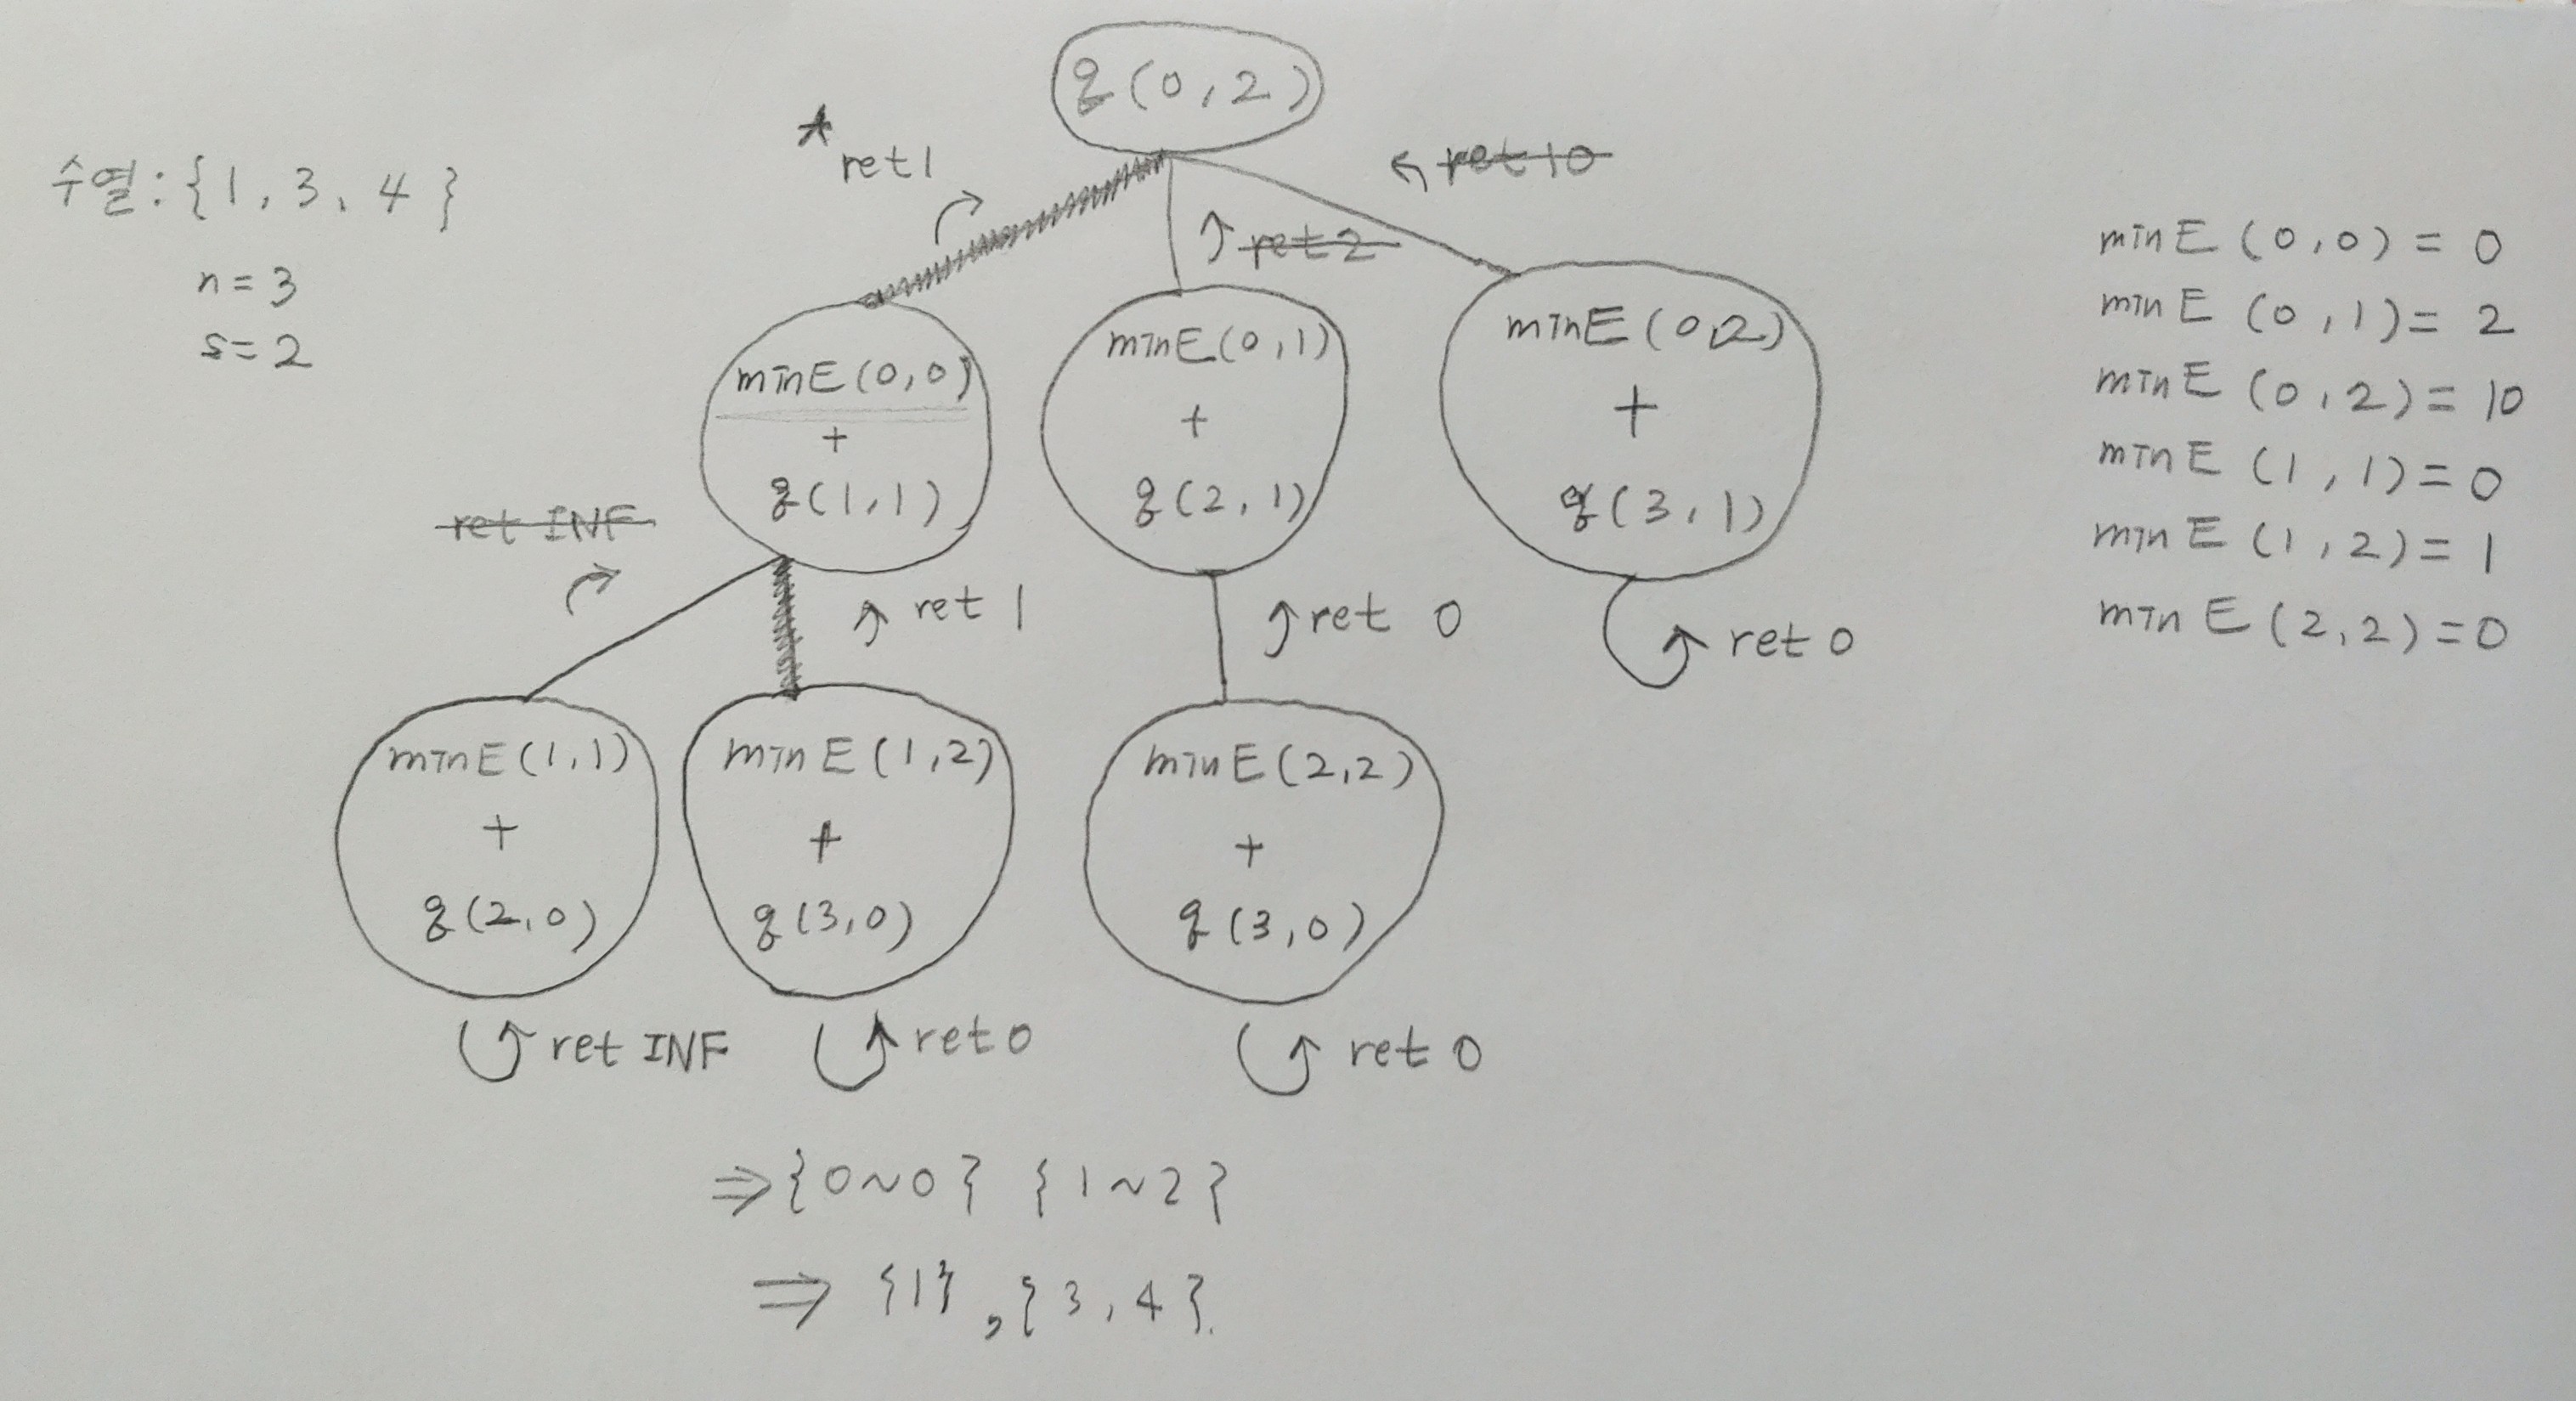 q(0,2)
★ ret 1
← ret 10
수열:{1, 3, 4}
n=3
s=2
ret 2
minE(0,0)
+
q(1,1)
minE(0,1)
+
q(2,1)
minE(0,2)
+
q(3,1)
minE(0,0)=0
minE(0,1)=2
minE(0,2)=10
minE(1,1)=0
minE(1,2)=1
minE(2,2)=0
ret INF
ret 1
ret 0
ret 0
minE(1,1)
+
q(2,0)
minE(1,2)
+
q(3,0)
minE(2,2)
+
q(3,0)
ret INF
ret 0
ret 0
⇒{0~0} {1~2}
⇒ {1},{3,4}.